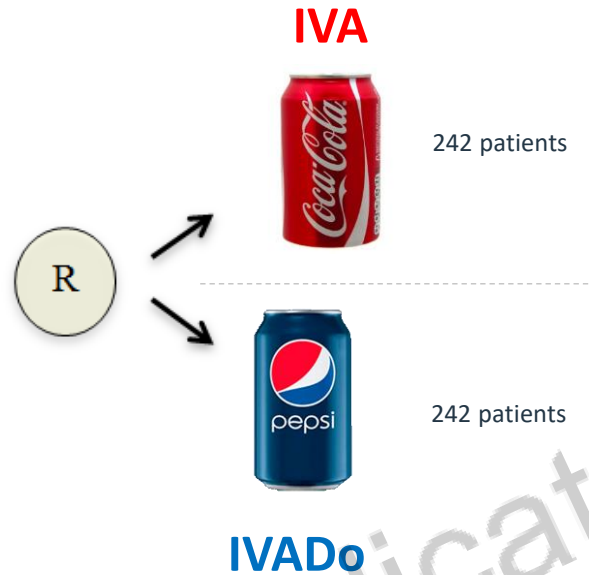 IVA
Coca-Cola
242 patients
R
pepsi
242 patients
IVADo